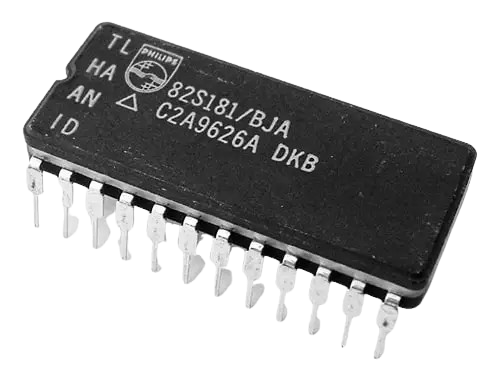 TL
HA
AN
ID
PHILIPS
82S181/BJA
C2A9626A DKB